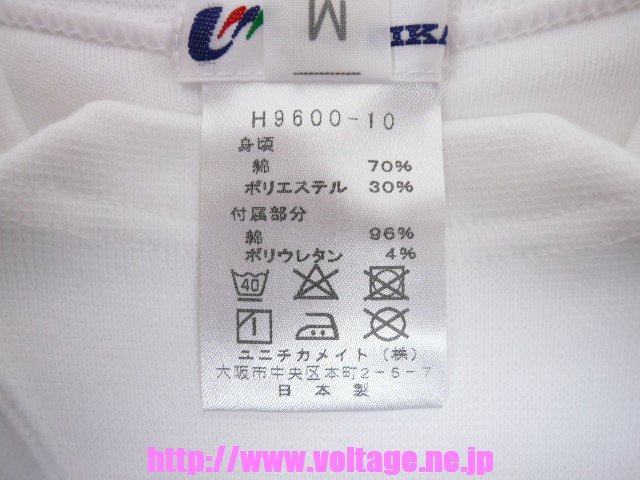 M
H9600-10
身頃
綿 70%
ポリエステル 30%
付属部分
綿 96%
ポリウレタン 4%
40
ユニチカメイト(株)
大阪市中央区本町2-5-7
日本製
http://www.voltage.ne.jp